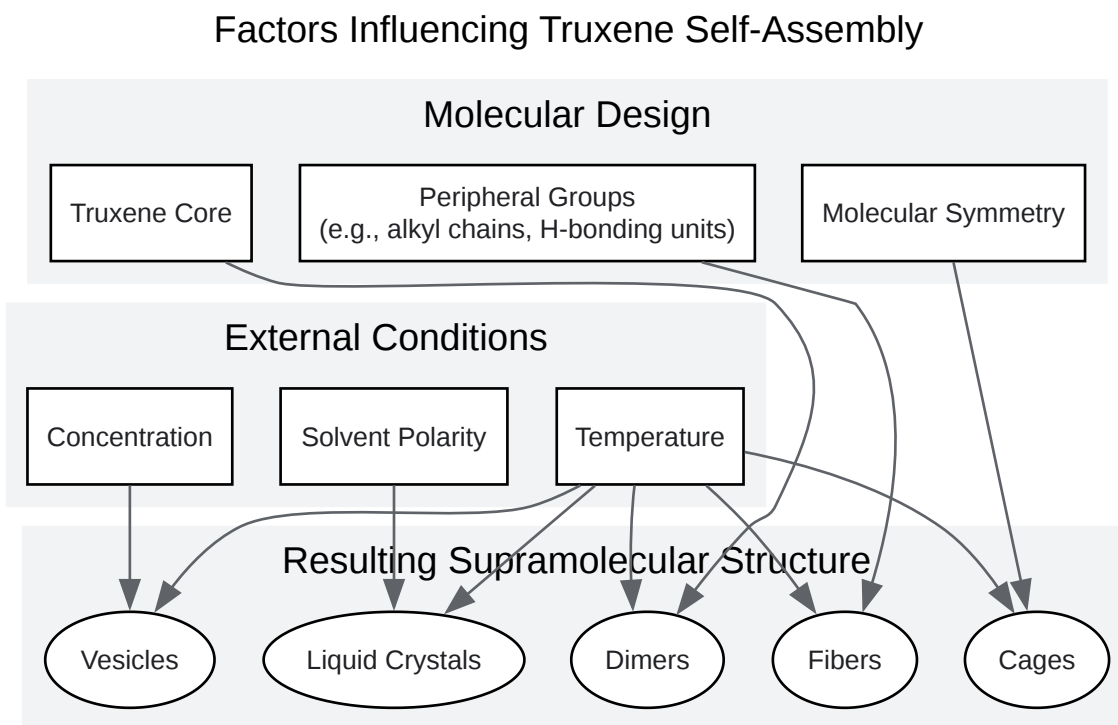 Factors Influencing Truxene Self-Assembly
Molecular Design
Truxene Core
Peripheral Groups
(e.g., alkyl chains, H-bonding units)
Molecular Symmetry
External Conditions
Concentration
Solvent Polarity
Temperature
Resulting Supramolecular Structure
Vesicles
Liquid Crystals
Dimers
Fibers
Cages